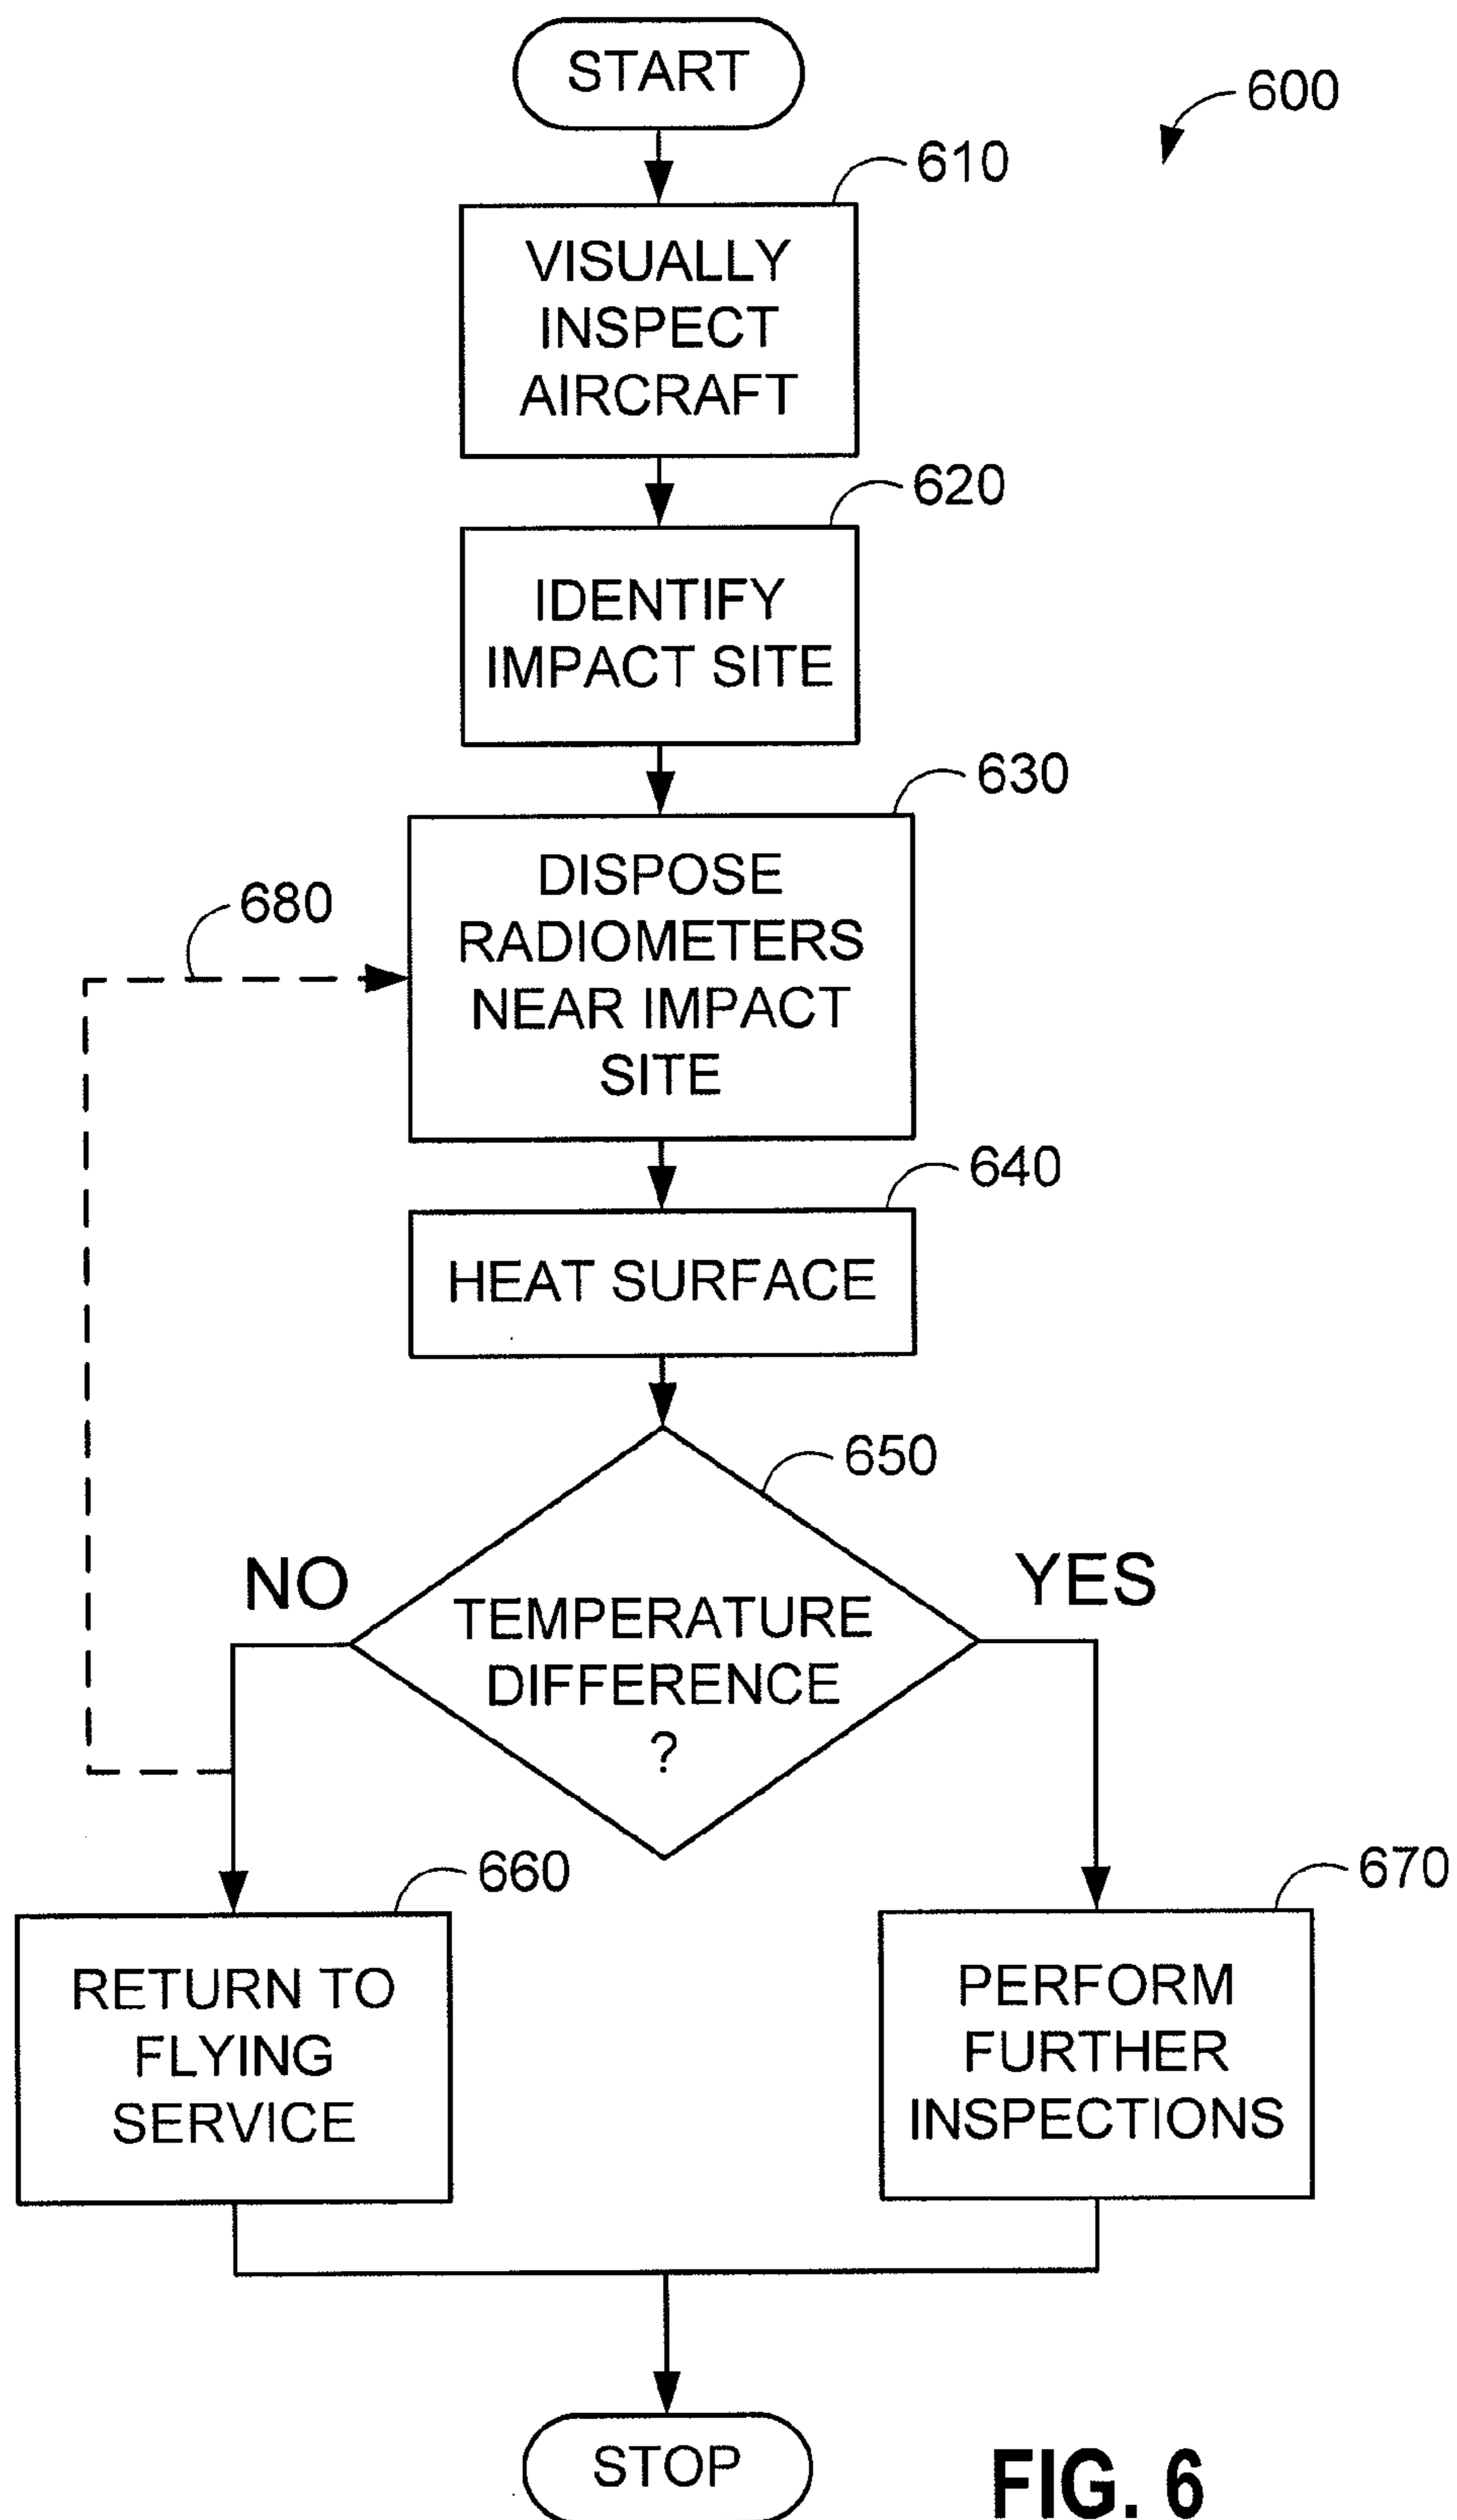 START
600
610
VISUALLY
INSPECT
AIRCRAFT
620
IDENTIFY
IMPACT SITE
630
DISPOSE
RADIOMETERS
NEAR IMPACT
SITE
680
640
HEAT SURFACE
650
NO
YES
TEMPERATURE
DIFFERENCE
?
660
670
RETURN TO
FLYING
SERVICE
PERFORM
FURTHER
INSPECTIONS
STOP
FIG. 6